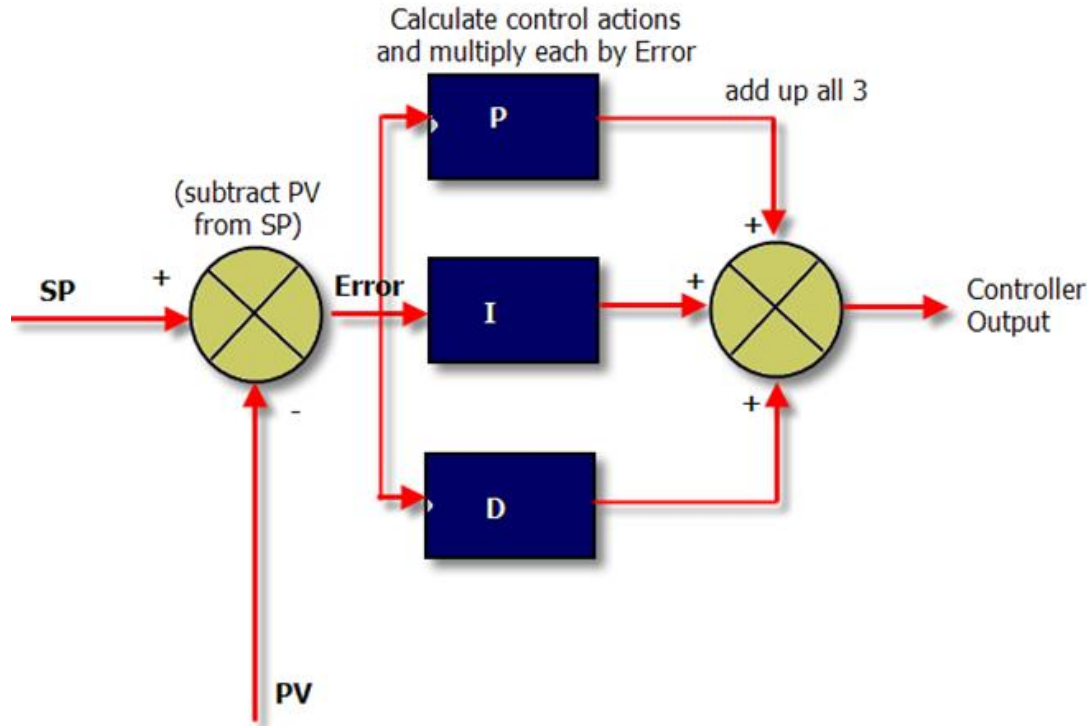 Calculate control actions
and multiply each by Error
P
add up all 3
(subtract PV
from SP)
+
SP
+
Error
I
+
Controller
Output
-
+
D
PV